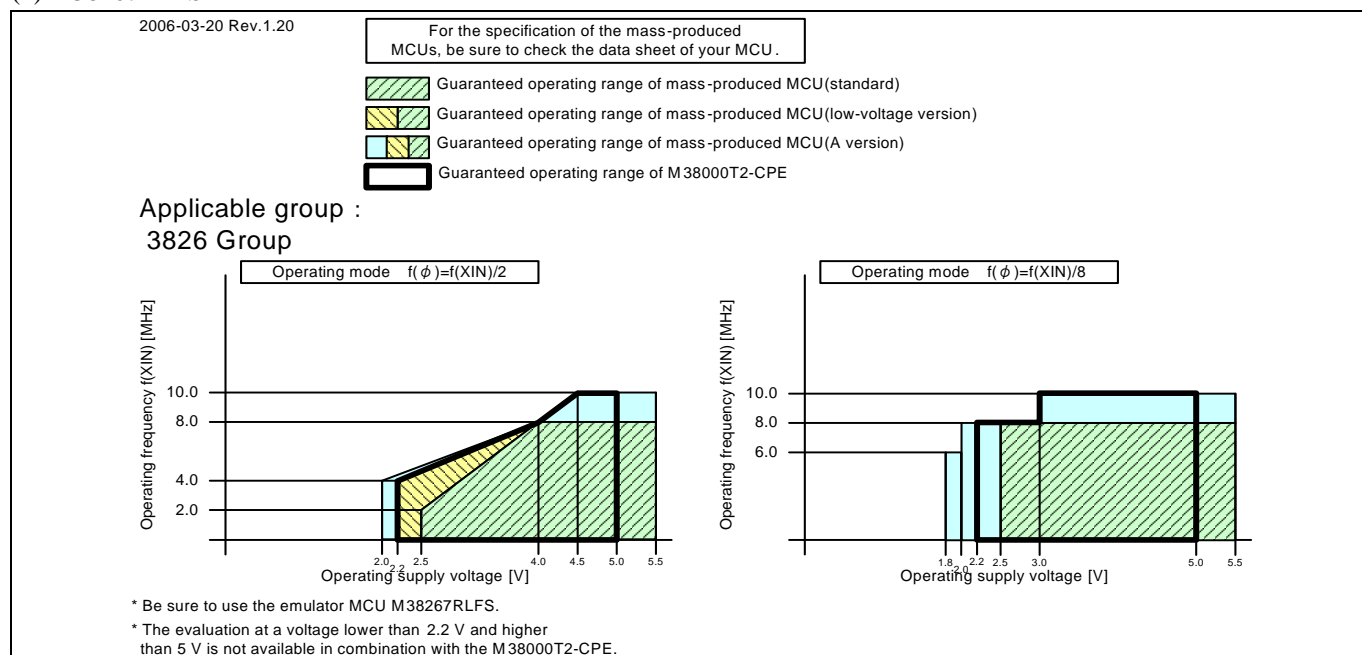 2006-03-20 Rev.1.20
For the specification of the mass-produced
MCUs, be sure to check the data sheet of your MCU.
Guaranteed operating range of mass-produced MCU(standard)
Guaranteed operating range of mass-produced MCU(low-voltage version)
Guaranteed operating range of mass-produced MCU(A version)
Guaranteed operating range of M38000T2-CPE
Applicable group :
3826 Group
Operating mode f(φ)=f(XIN)/2
Operating frequency f(XIN) [MHz]
10.0
8.0
4.0
2.0
2.0
2.2
2.5
4.0
4.5
5.0
5.5
Operating supply voltage [V]
Operating mode f(φ)=f(XIN)/8
Operating frequency f(XIN) [MHz]
10.0
8.0
6.0
1.8
2.0
2.2
2.5
3.0
5.0
5.5
Operating supply voltage [V]
* Be sure to use the emulator MCU M38267RLFS.
* The evaluation at a voltage lower than 2.2 V and higher
than 5 V is not available in combination with the M38000T2-CPE.